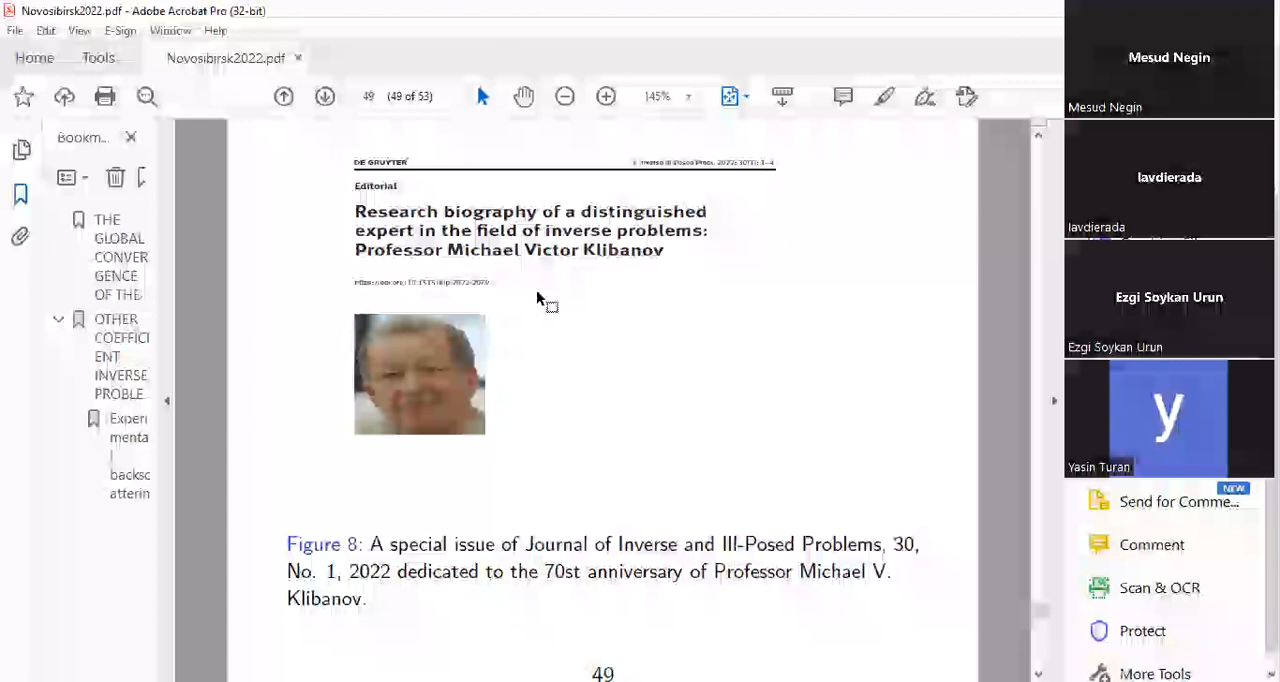 Novosibirsk2022.pdf - Adobe Acrobat Pro (32-bit)
File Edit View E-Sign Window Help
Home Tools Novosibirsk2022.pdf ×
49 (49 of 53) 145%
Bookm...
THE
GLOBAL
CONVER
GENCE
OF THE
OTHER
COEFFICI
ENT
INVERSE
PROBLE...
Experi
menta
l
backsc
atterin
DE GRUYTER
Editorial
Research biography of a distinguished
expert in the field of inverse problems:
Professor Michael Victor Klibanov
Figure 8: A special issue of Journal of Inverse and Ill-Posed Problems, 30,
No. 1, 2022 dedicated to the 70st anniversary of Professor Michael V.
Klibanov.
49
Mesud Negin
Mesud Negin
lavdierada
lavdierada
Ezgi Soykan Urun
Ezgi Soykan Urun
y
Yasin Turan
NEW
Send for Comme...
Comment
Scan & OCR
Protect
More Tools